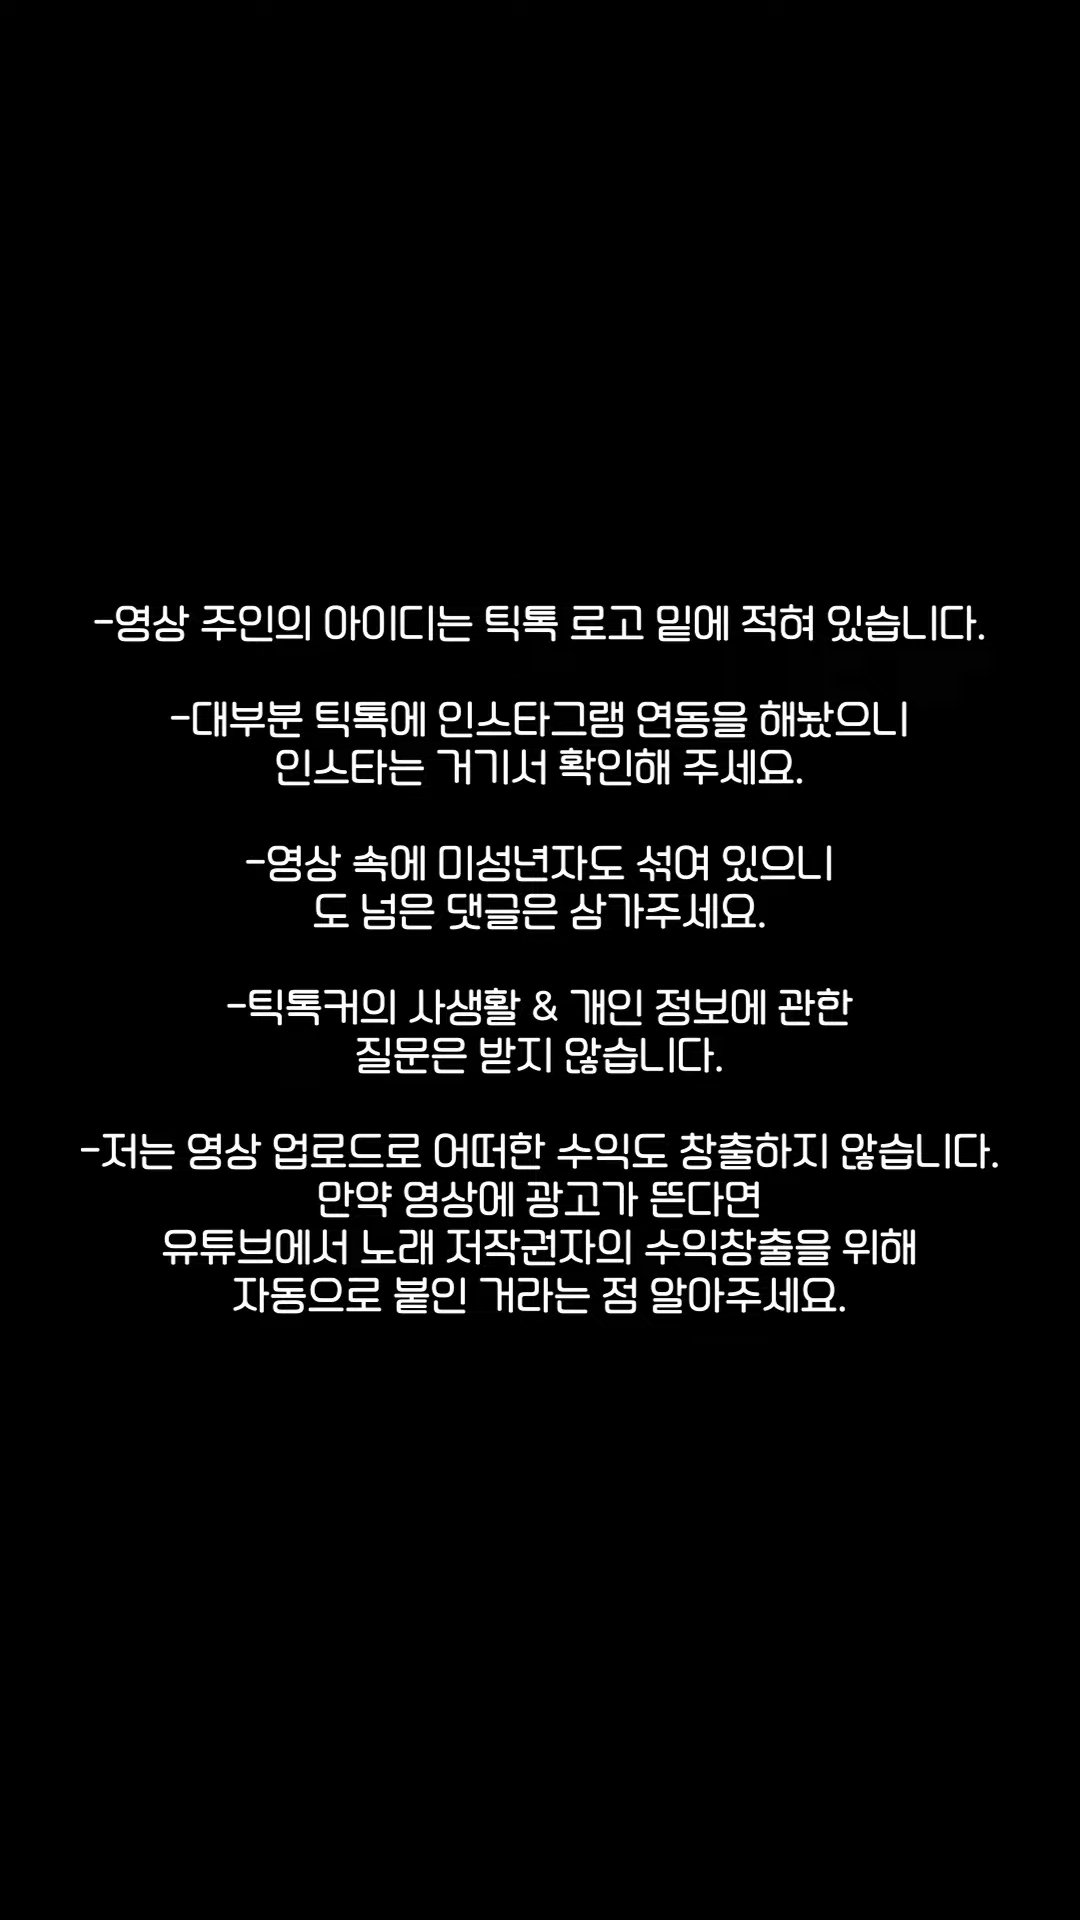 -영상 주인의 아이디는 틱톡 로고 밑에 적혀 있습니다.
-대부분 틱톡에 인스타그램 연동을 해놨으니
인스타는 거기서 확인해 주세요.
-영상 속에 미성년자도 섞여 있으니
도 넘은 댓글은 삼가주세요.
-틱톡커의 사생활 & 개인 정보에 관한
질문은 받지 않습니다.
-저는 영상 업로드로 어떠한 수익도 창출하지 않습니다.
만약 영상에 광고가 뜬다면
유튜브에서 노래 저작권자의 수익창출을 위해
자동으로 붙인 거라는 점 알아주세요.